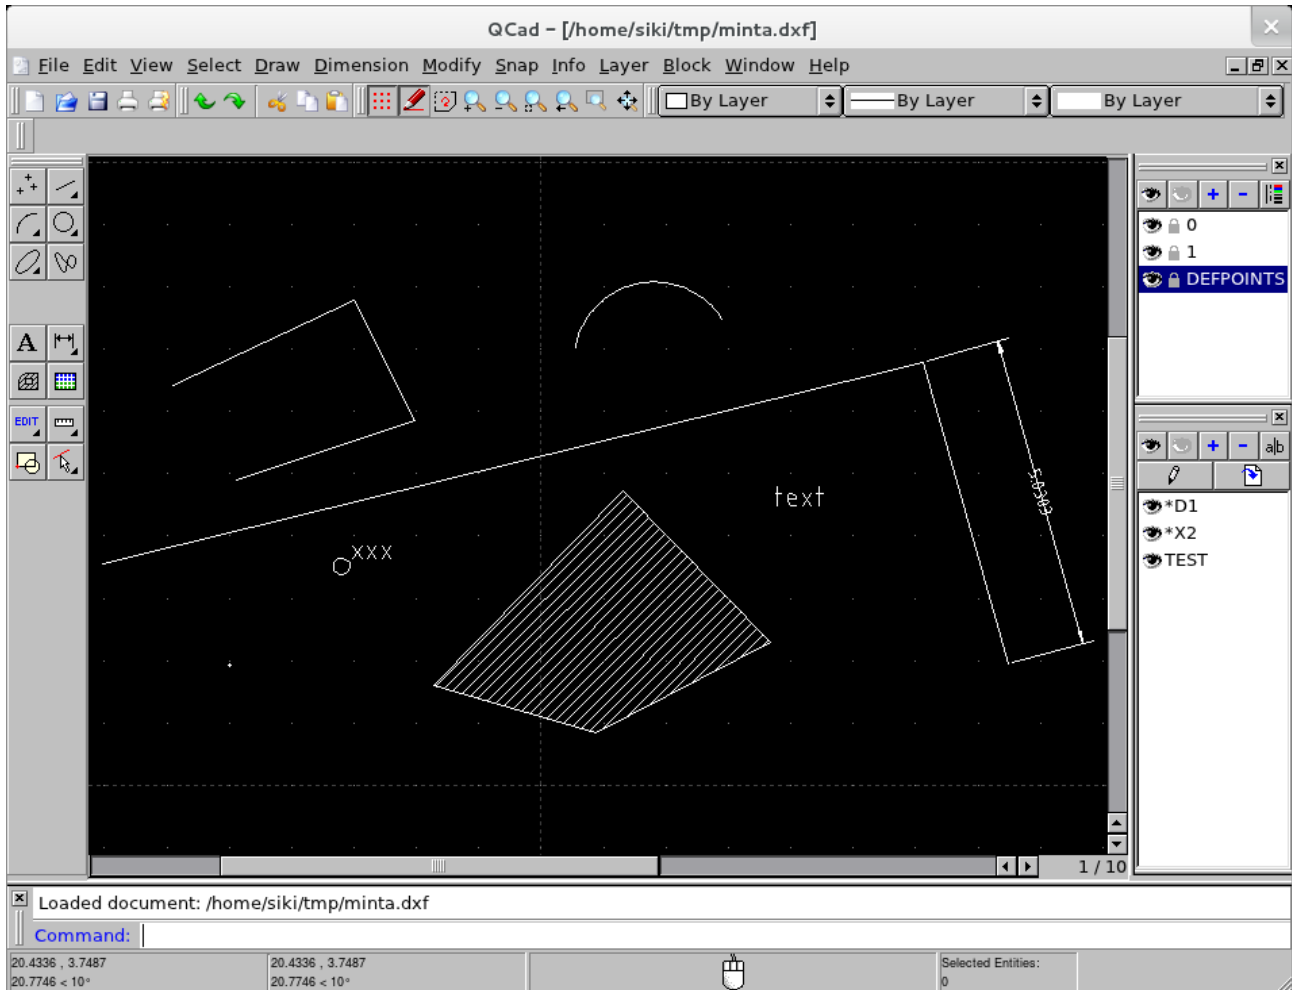 QCad - [/home/siki/tmp/minta.dxf]
File Edit View Select Draw Dimension Modify Snap Info Layer Block Window Help
By Layer By Layer By Layer
0
1
DEFPOINTS
A
EDIT
a|b
text
5.0303
xxx
*D1
*X2
TEST
1 / 10
Loaded document: /home/siki/tmp/minta.dxf
Command:
20.4336 , 3.7487 20.4336 , 3.7487 Selected Entities:
20.7746 < 10° 20.7746 < 10° 0